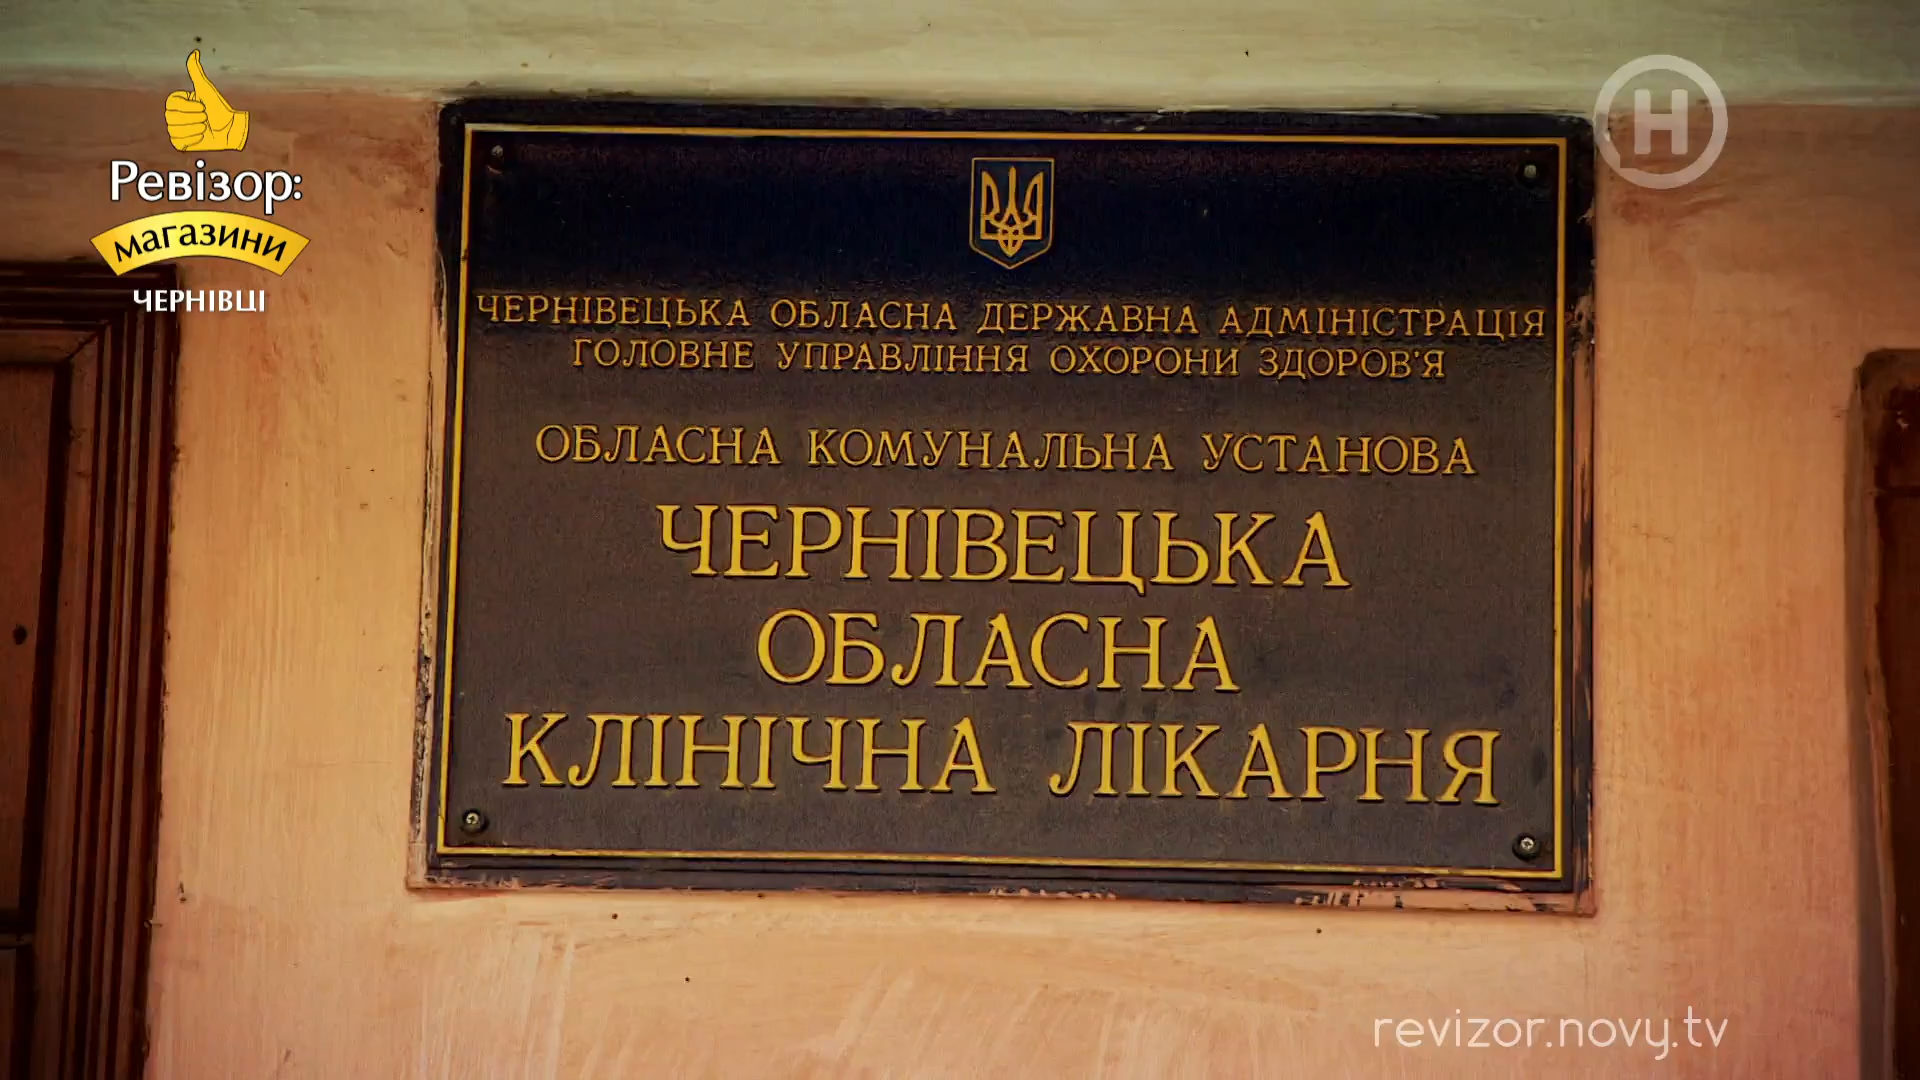 Ревізор:
магазини
ЧЕРНІВЦІ
Н
ЧЕРНІВЕЦЬКА ОБЛАСНА ДЕРЖАВНА АДМІНІСТРАЦІЯ
ГОЛОВНЕ УПРАВЛІННЯ ОХОРОНИ ЗДОРОВ'Я
ОБЛАСНА КОМУНАЛЬНА УСТАНОВА
ЧЕРНІВЕЦЬКА
ОБЛАСНА
КЛІНІЧНА ЛІКАРНЯ
revizor.novy.tv